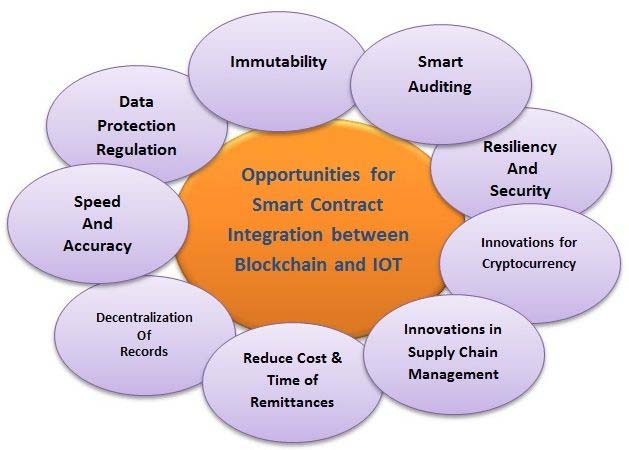 Opportunities for
Smart Contract
Integration between
Blockchain and IOT
Immutability
Smart
Auditing
Resiliency
And
Security
Innovations for
Cryptocurrency
Innovations in
Supply Chain
Management
Reduce Cost &
Time of
Remittances
Decentralization
Of
Records
Speed
And
Accuracy
Data
Protection
Regulation